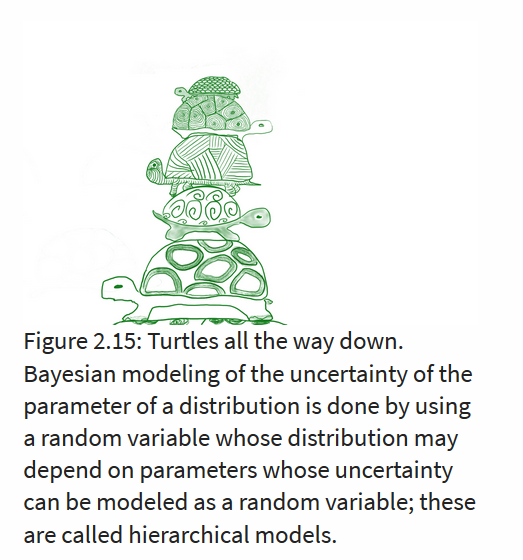 Figure 2.15: Turtles all the way down.
Bayesian modeling of the uncertainty of the
parameter of a distribution is done by using
a random variable whose distribution may
depend on parameters whose uncertainty
can be modeled as a random variable; these
are called hierarchical models.